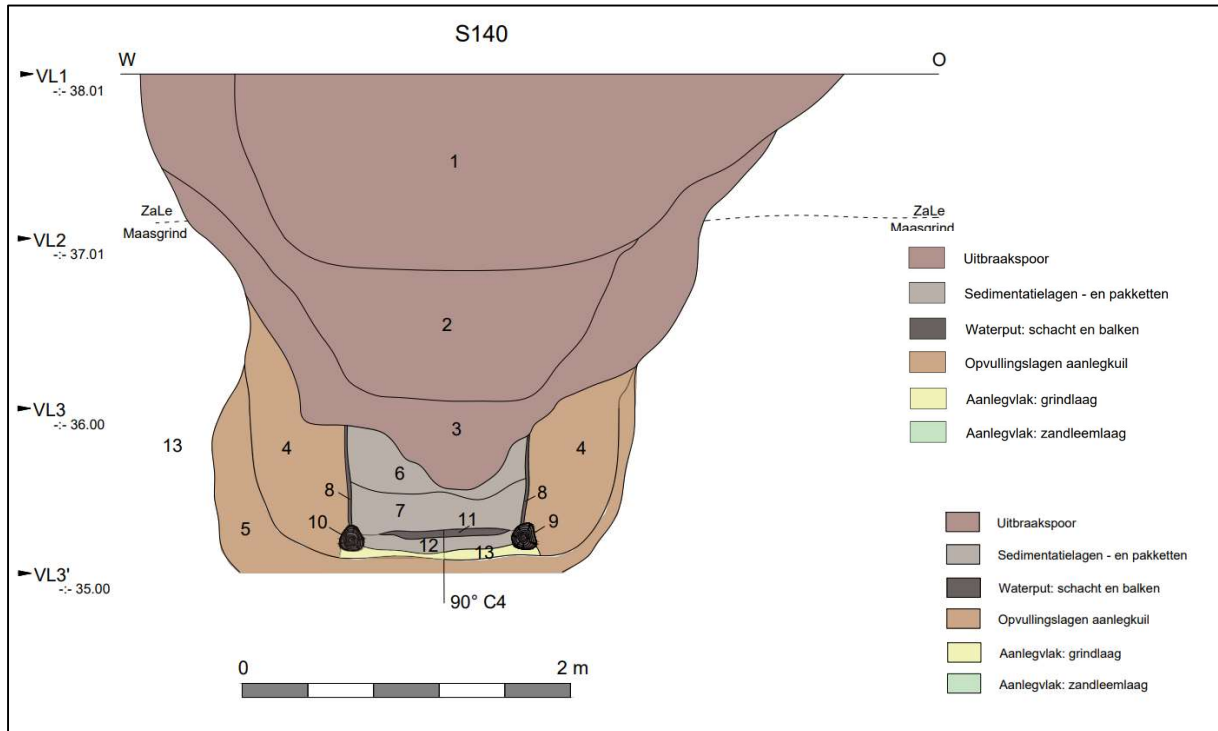 S140
W
O
VL1
-:- 38.01
1
ZaLe
Maasgrind
ZaLe
Maasgrind
VL2
-:- 37.01
2
Uitbraakspoor
Sedimentatielagen - en pakketten
Waterput: schacht en balken
Opvullingslagen aanlegkuil
Aanlegvlak: grindlaag
Aanlegvlak: zandleemlaag
VL3
-:- 36.00
13
3
4
4
6
8
8
7
11
10
9
5
12
13
VL3'
-:- 35.00
90° C4
Uitbraakspoor
Sedimentatielagen - en pakketten
Waterput: schacht en balken
Opvullingslagen aanlegkuil
Aanlegvlak: grindlaag
Aanlegvlak: zandleemlaag
0
2 m